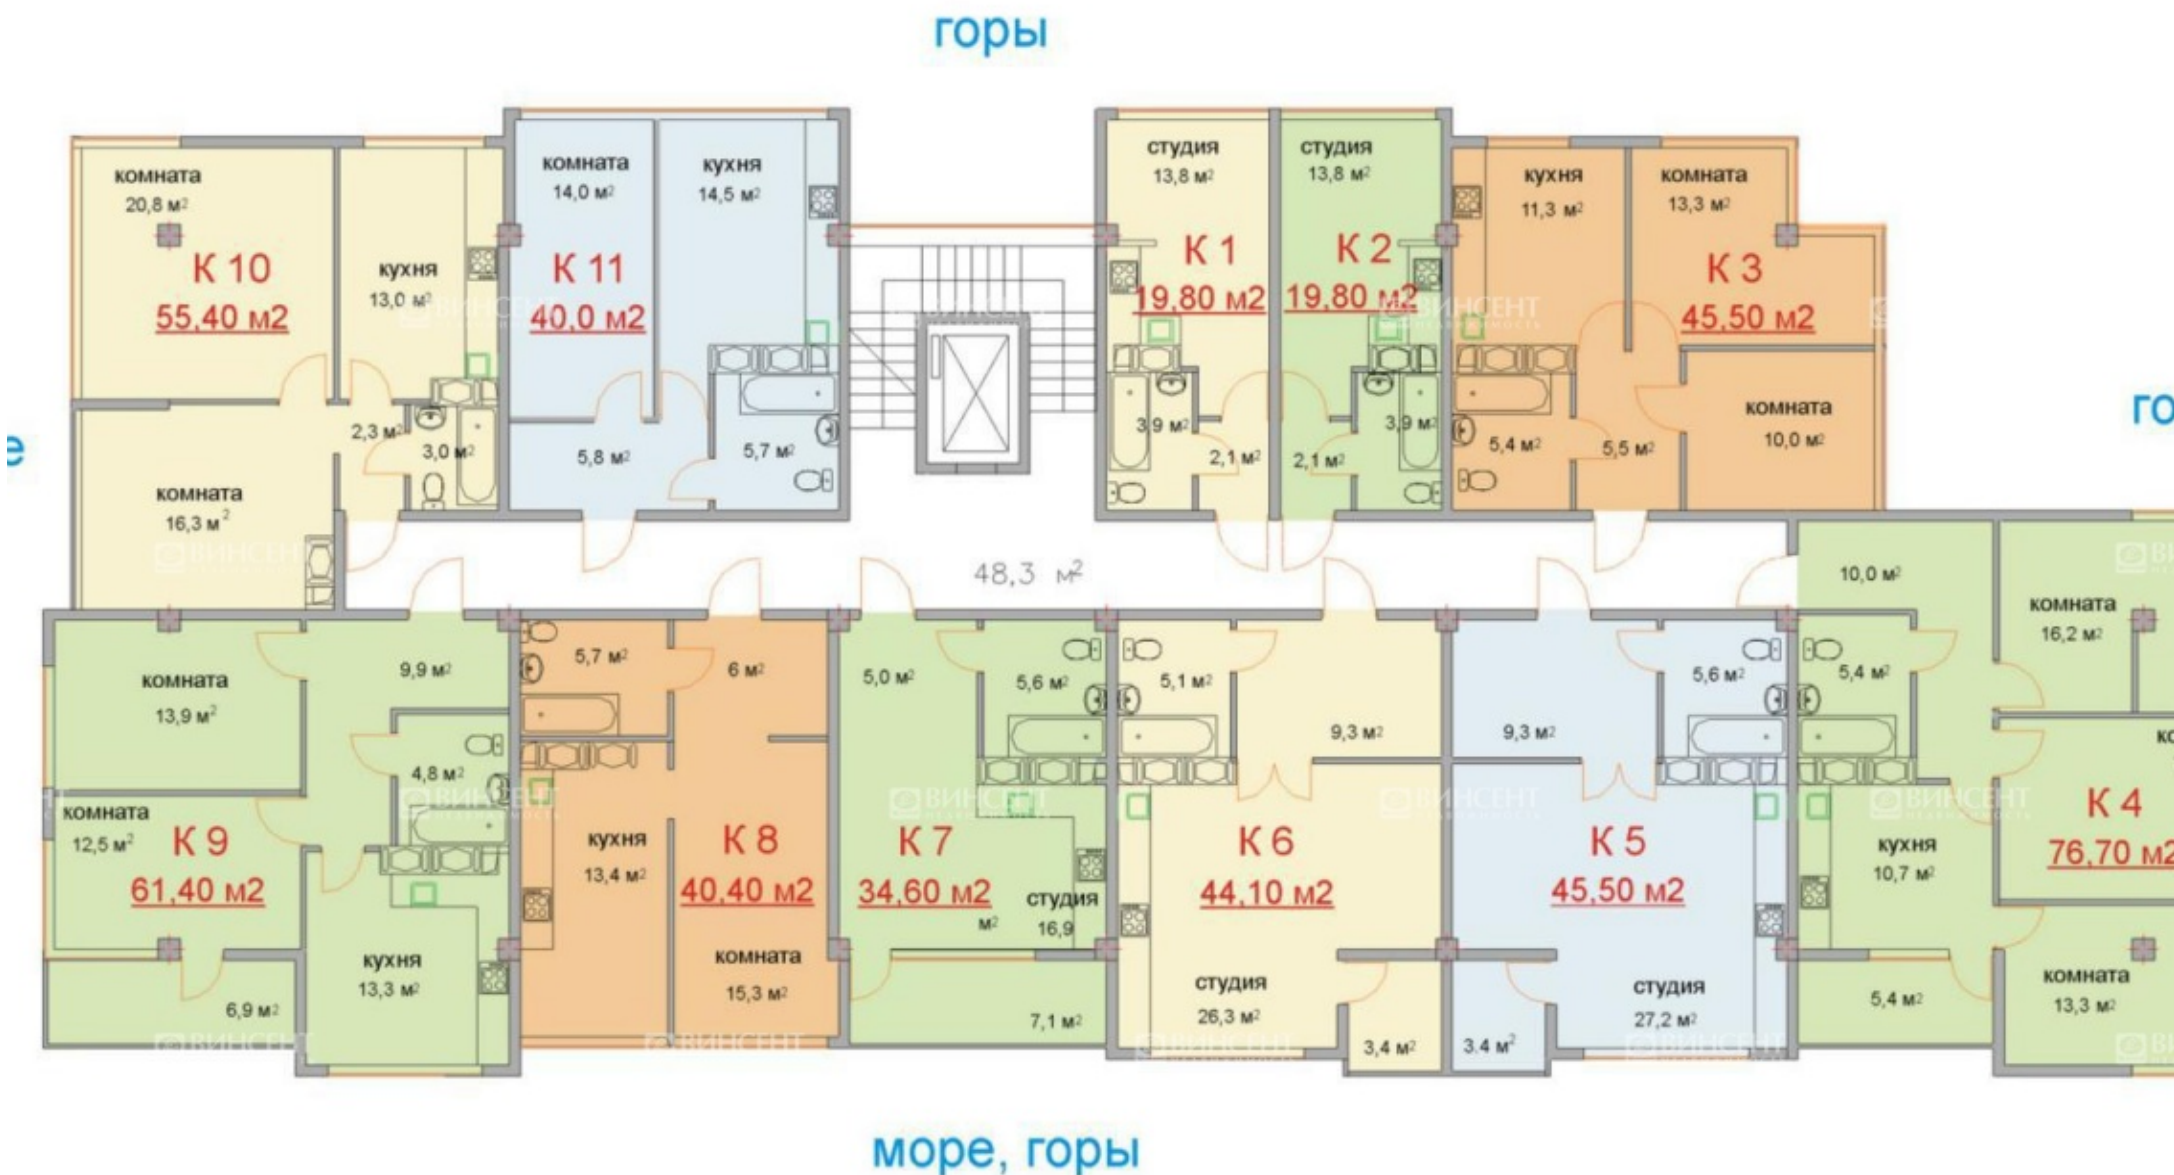 горы
комната
20,8 м²
кухня
13,0 м²
К 10
55,40 м2
комната
16,3 м²
2,3 м²
3,0 м²
комната
14,0 м²
кухня
14,5 м²
К 11
40,0 м2
5,8 м²
5,7 м²
студия
13,8 м²
К 1
19,80 м2
3,9 м²
2,1 м²
студия
13,8 м²
К 2
19,80 м2
2,1 м²
3,9 м²
кухня
11,3 м²
комната
13,3 м²
К 3
45,50 м2
комната
10,0 м²
5,4 м²
5,5 м²
го
е
48,3 м²
комната
13,9 м²
9,9 м²
4,8 м²
комната
12,5 м²
К 9
61,40 м2
кухня
13,3 м²
6,9 м²
5,7 м²
6 м²
кухня
13,4 м²
К 8
40,40 м2
комната
15,3 м²
5,0 м²
5,6 м²
К 7
34,60 м2
студия
16,9
м²
7,1 м²
5,1 м²
9,3 м²
К 6
44,10 м2
студия
26,3 м²
3,4 м²
9,3 м²
5,6 м²
К 5
45,50 м2
студия
27,2 м²
3.4 м²
10,0 м²
комната
16,2 м²
5,4 м²
К 4
76,70 м2
кухня
10,7 м²
5,4 м²
комната
13,3 м²
ко
море, горы
ВИНСЕНТ
НЕДВИЖИМОСТЬ